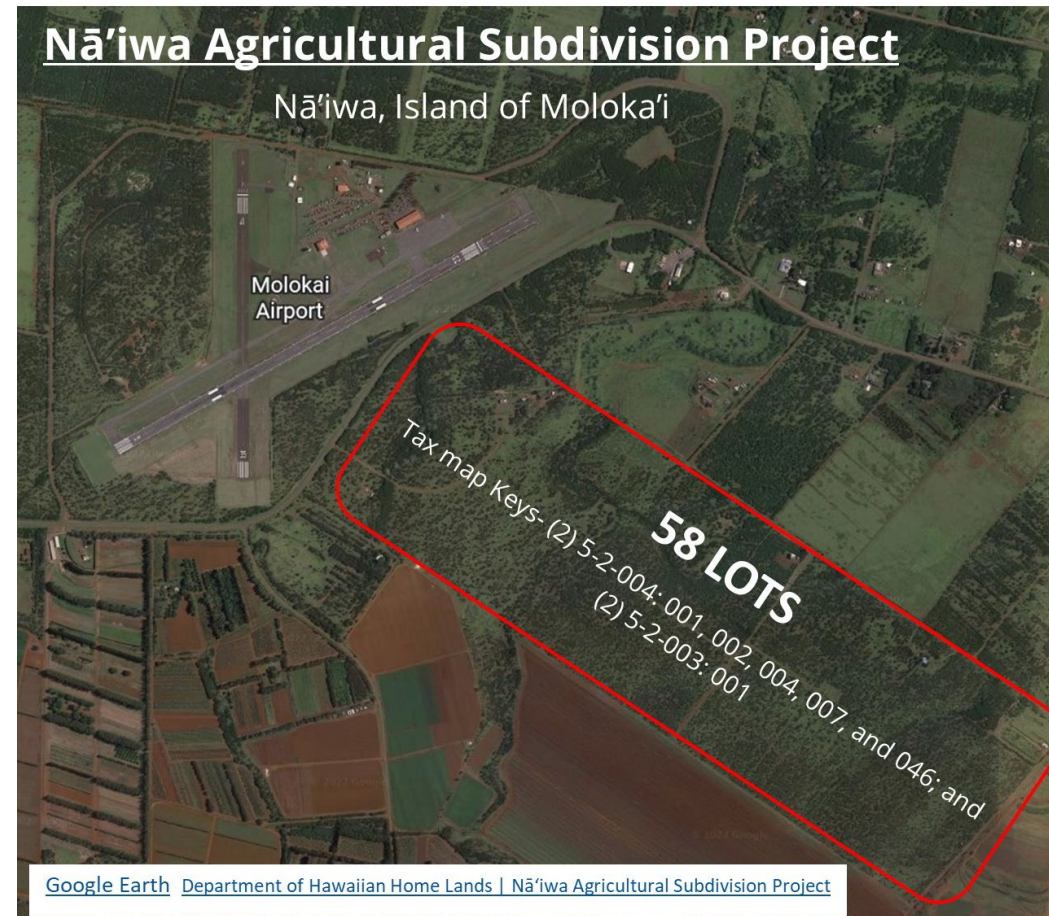 Nā’iwa Agricultural Subdivision Project
Nā’iwa, Island of Moloka’i
Molokai
Airport
58 LOTS
Tax map Keys- (2) 5-2-004: 001, 002, 004, 007, and 046; and
(2) 5-2-003: 001
Google Earth Department of Hawaiian Home Lands | Nāʻiwa Agricultural Subdivision Project